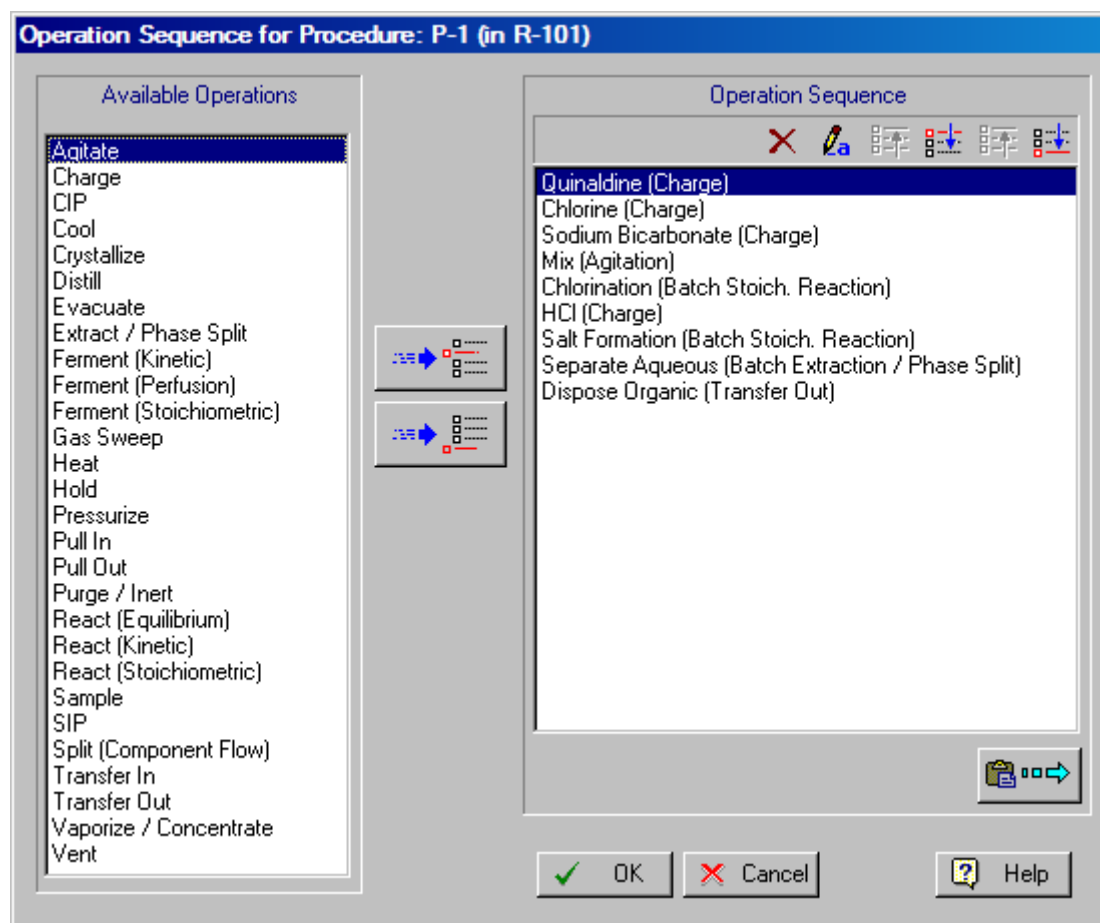 Operation Sequence for Procedure: P-1 (in R-101)
Available Operations
Agitate
Charge
CIP
Cool
Crystallize
Distill
Evacuate
Extract / Phase Split
Ferment (Kinetic)
Ferment (Perfusion)
Ferment (Stoichiometric)
Gas Sweep
Heat
Hold
Pressurize
Pull In
Pull Out
Purge / Inert
React (Equilibrium)
React (Kinetic)
React (Stoichiometric)
Sample
SIP
Split (Component Flow)
Transfer In
Transfer Out
Vaporize / Concentrate
Vent
Operation Sequence
a
Quinaldine (Charge)
Chlorine (Charge)
Sodium Bicarbonate (Charge)
Mix (Agitation)
Chlorination (Batch Stoich. Reaction)
HCl (Charge)
Salt Formation (Batch Stoich. Reaction)
Separate Aqueous (Batch Extraction / Phase Split)
Dispose Organic (Transfer Out)
OK
Cancel
? Help